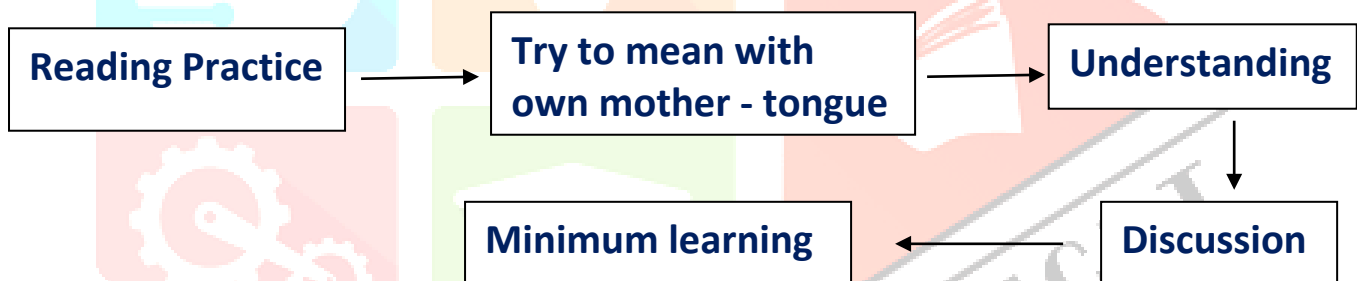 Reading Practice
Try to mean with
own mother - tongue
Understanding
Discussion
Minimum learning